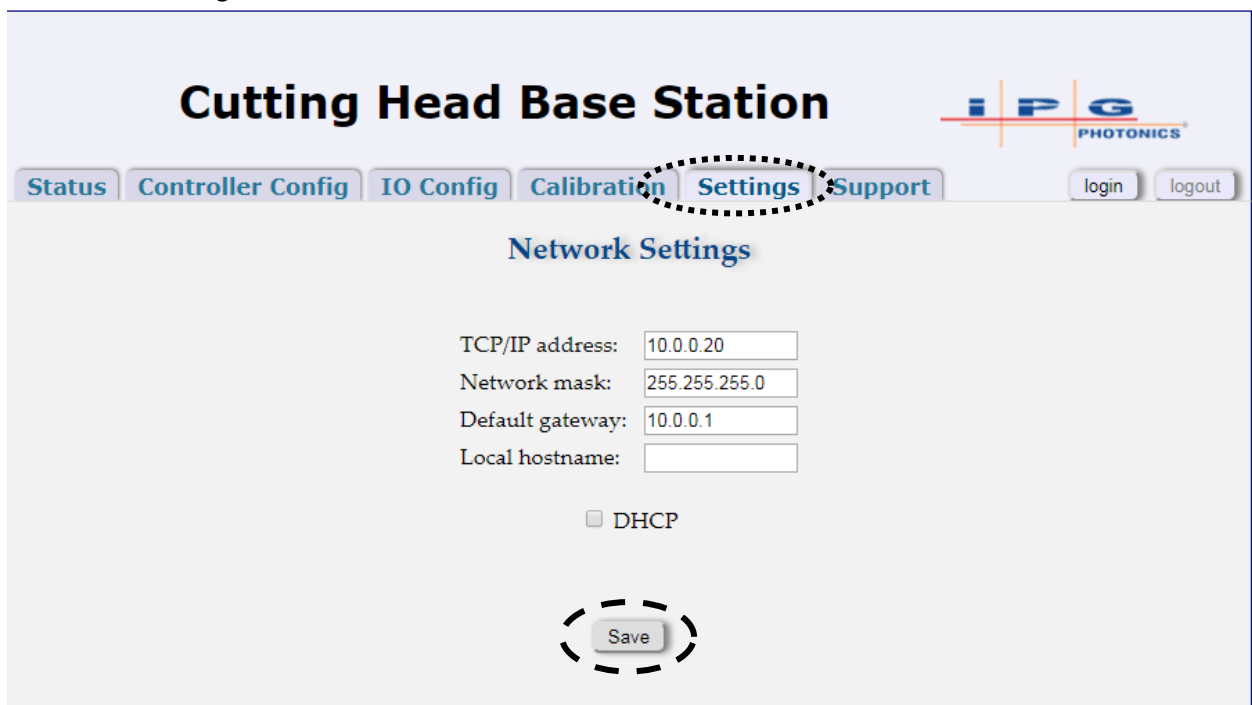 Cutting Head Base Station
IPG
PHOTONICS
Status Controller Config IO Config Calibration Settings Support login logout
Network Settings
TCP/IP address: 10.0.0.20
Network mask: 255.255.255.0
Default gateway: 10.0.0.1
Local hostname:
DHCP
Save